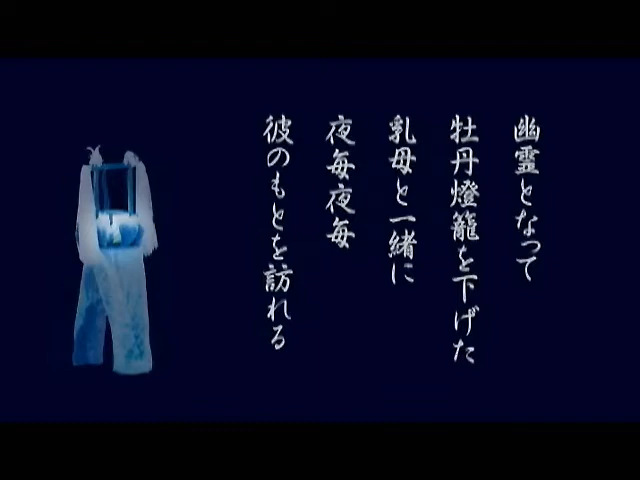 幽霊となって
牡丹燈籠を下げた
乳母と一緒に
夜毎夜毎
彼のもとを訪れる